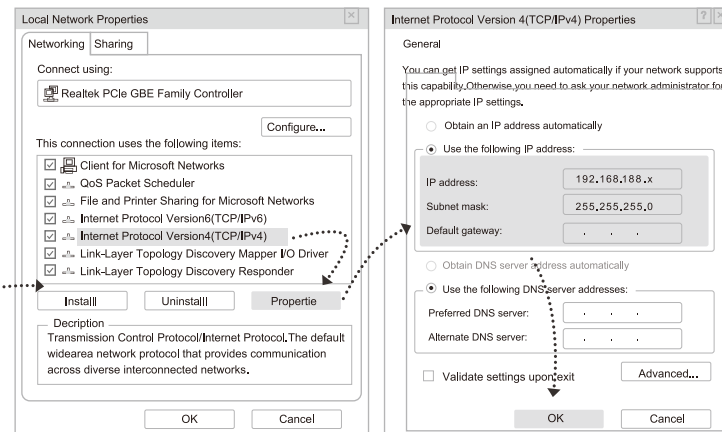 Local Network Properties
Networking Sharing
Connect using:
Realtek PCIe GBE Family Controller
Configure...
This connection uses the following items:
Client for Microsoft Networks
QoS Packet Scheduler
File and Printer Sharing for Microsoft Networks
Internet Protocol Version6(TCP/IPv6)
Internet Protocol Version4(TCP/IPv4)
Link-Layer Topology Discovery Mapper I/O Driver
Link-Layer Topology Discovery Responder
Installl Uninstalll Propertie
Decription
Transmission Control Protocol/Internet Protocol.The default
widearea network protocol that provides communication
across diverse interconnected networks.
OK Cancel
Internet Protocol Version 4(TCP/IPv4) Properties ?
General
You can get IP settings assigned automatically if your network supports
this capability.Otherwise,you need to ask your network administrator for
the appropriate IP settings.
Obtain an IP address automatically
Use the following IP address:
IP address: 192.168.188.x
Subnet mask: 255.255.255.0
Default gateway: . . .
Obtain DNS server address automatically
Use the following DNS server addresses:
Preferred DNS server: . . .
Alternate DNS server: . . .
Validate settings upon exit Advanced...
OK Cancel